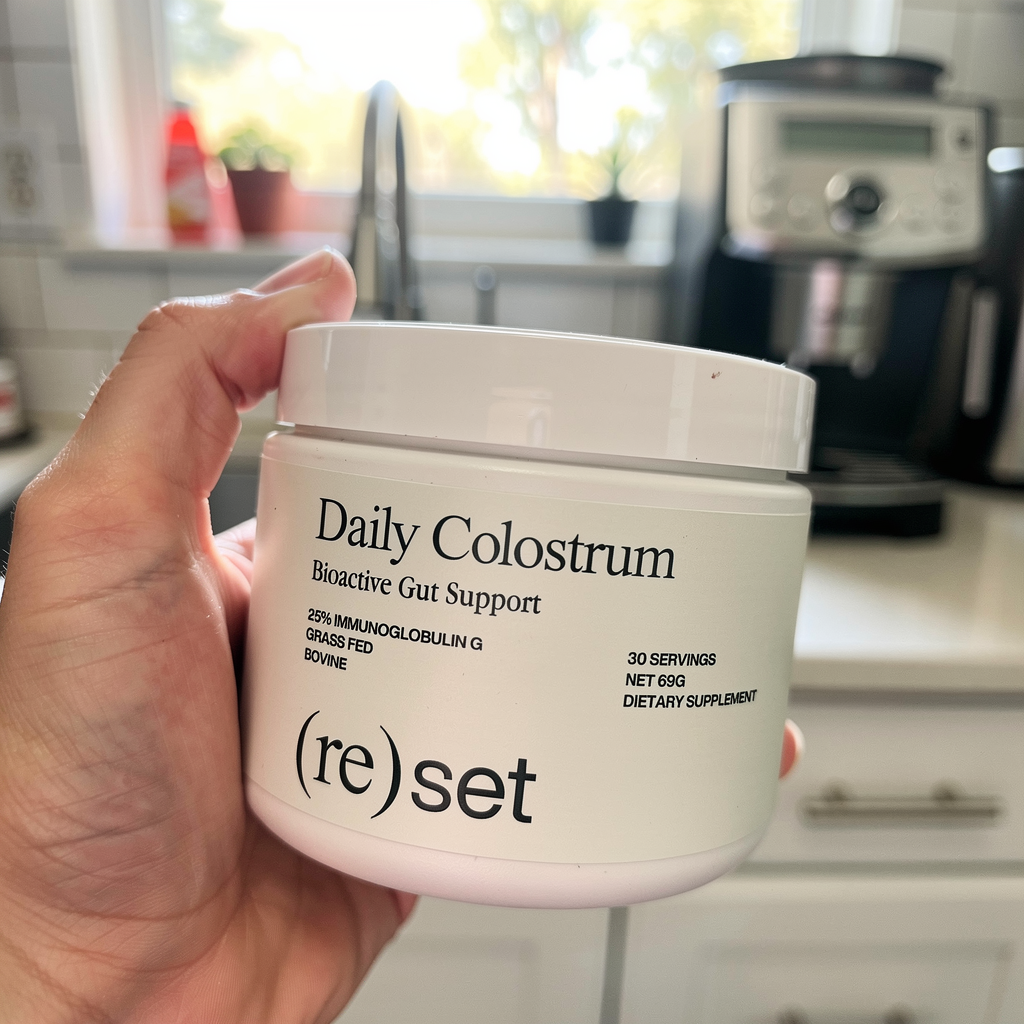 Daily Colostrum
Bioactive Gut Support
25% IMMUNOGLOBULIN G
GRASS FED
BOVINE
30 SERVINGS
NET 69G
DIETARY SUPPLEMENT
(re)set